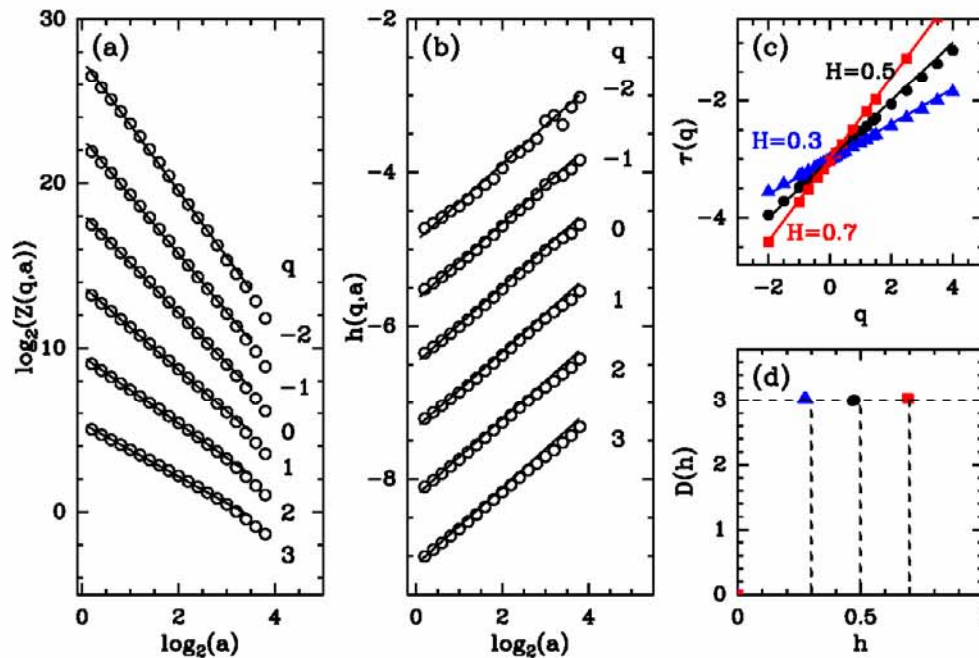 (a)
30
20
10
0
log₂(Z(q,a))
q
-2
-1
0
1
2
3
0
2
4
log₂(a)
(b)
-2
-4
-6
-8
h(q,a)
q
-2
-1
0
1
2
3
0
2
4
log₂(a)
(c)
-2
-4
τ(q)
H=0.5
H=0.3
H=0.7
-2
0
2
4
q
(d)
3
2
1
0
D(h)
0
0.5
h